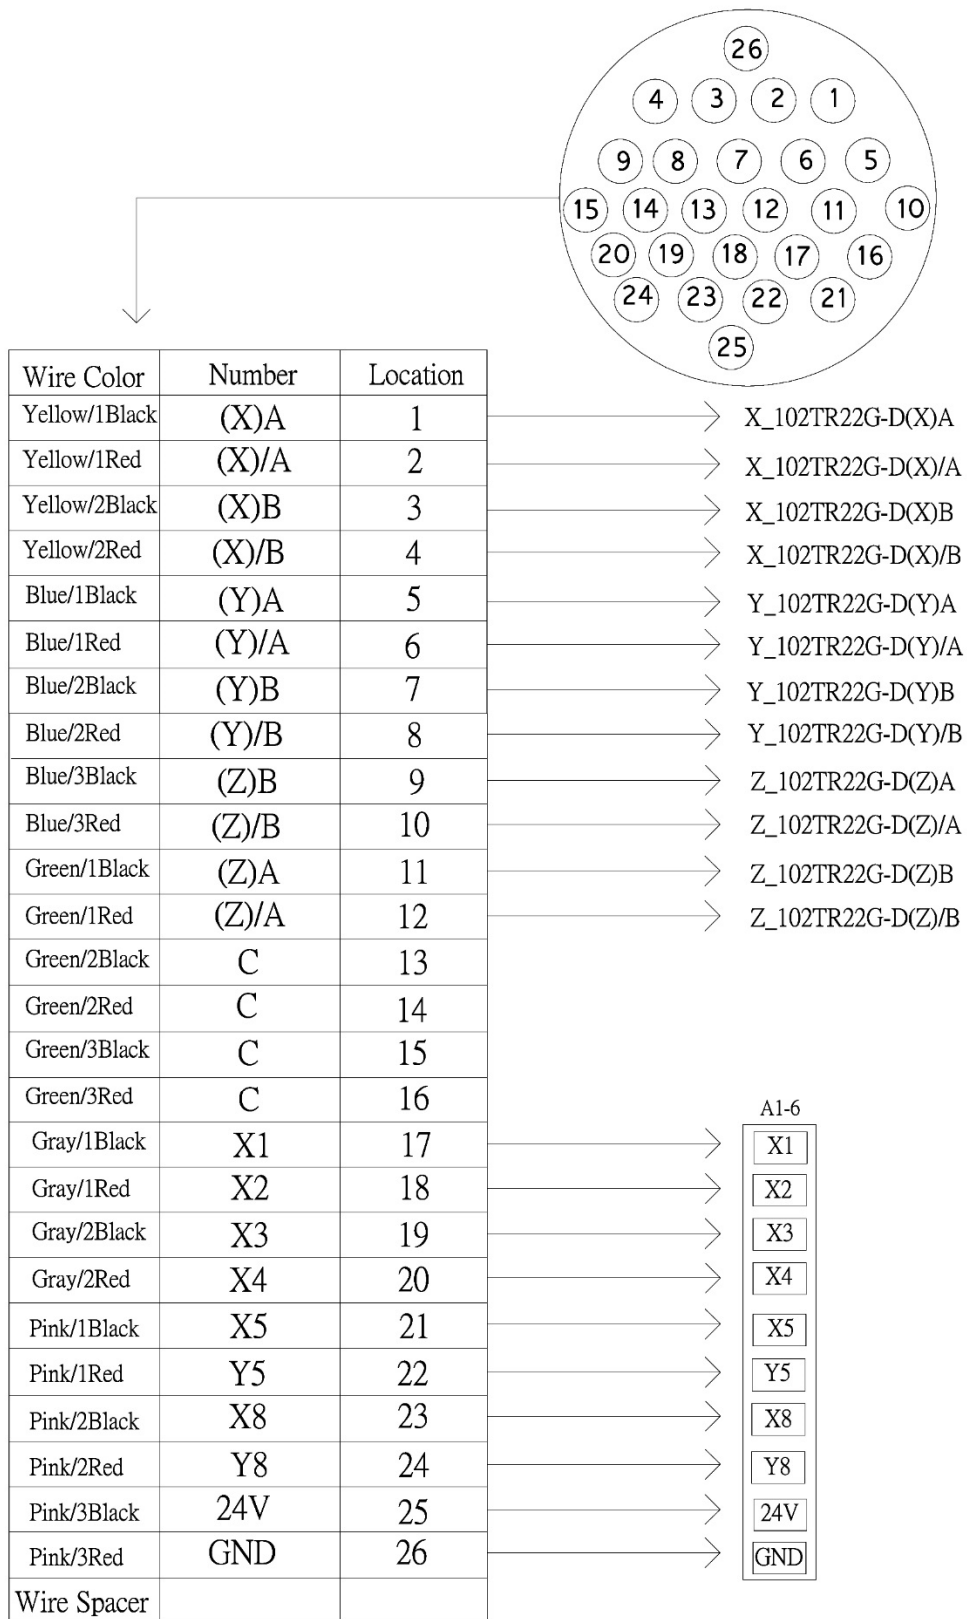 26
4 3 2 1
9 8 7 6 5
15 14 13 12 11 10
20 19 18 17 16
24 23 22 21
25
Wire Color Number Location
Yellow/1Black (X)A 1 X_102TR22G-D(X)A
Yellow/1Red (X)/A 2 X_102TR22G-D(X)/A
Yellow/2Black (X)B 3 X_102TR22G-D(X)B
Yellow/2Red (X)/B 4 X_102TR22G-D(X)/B
Blue/1Black (Y)A 5 Y_102TR22G-D(Y)A
Blue/1Red (Y)/A 6 Y_102TR22G-D(Y)/A
Blue/2Black (Y)B 7 Y_102TR22G-D(Y)B
Blue/2Red (Y)/B 8 Y_102TR22G-D(Y)/B
Blue/3Black (Z)B 9 Z_102TR22G-D(Z)A
Blue/3Red (Z)/B 10 Z_102TR22G-D(Z)/A
Green/1Black (Z)A 11 Z_102TR22G-D(Z)B
Green/1Red (Z)/A 12 Z_102TR22G-D(Z)/B
Green/2Black C 13
Green/2Red C 14
Green/3Black C 15
Green/3Red C 16
A1-6
Gray/1Black X1 17 X1
Gray/1Red X2 18 X2
Gray/2Black X3 19 X3
Gray/2Red X4 20 X4
Pink/1Black X5 21 X5
Pink/1Red Y5 22 Y5
Pink/2Black X8 23 X8
Pink/2Red Y8 24 Y8
Pink/3Black 24V 25 24V
Pink/3Red GND 26 GND
Wire Spacer